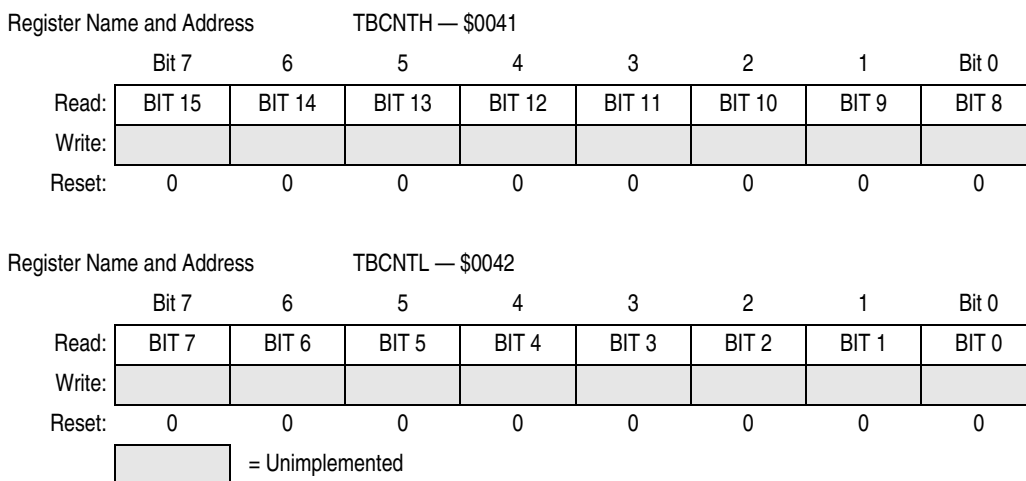 Register Name and Address TBCNTH — $0041
Bit 7 6 5 4 3 2 1 Bit 0
Read: BIT 15 BIT 14 BIT 13 BIT 12 BIT 11 BIT 10 BIT 9 BIT 8
Write:
Reset: 0 0 0 0 0 0 0 0
Register Name and Address TBCNTL — $0042
Bit 7 6 5 4 3 2 1 Bit 0
Read: BIT 7 BIT 6 BIT 5 BIT 4 BIT 3 BIT 2 BIT 1 BIT 0
Write:
Reset: 0 0 0 0 0 0 0 0
= Unimplemented